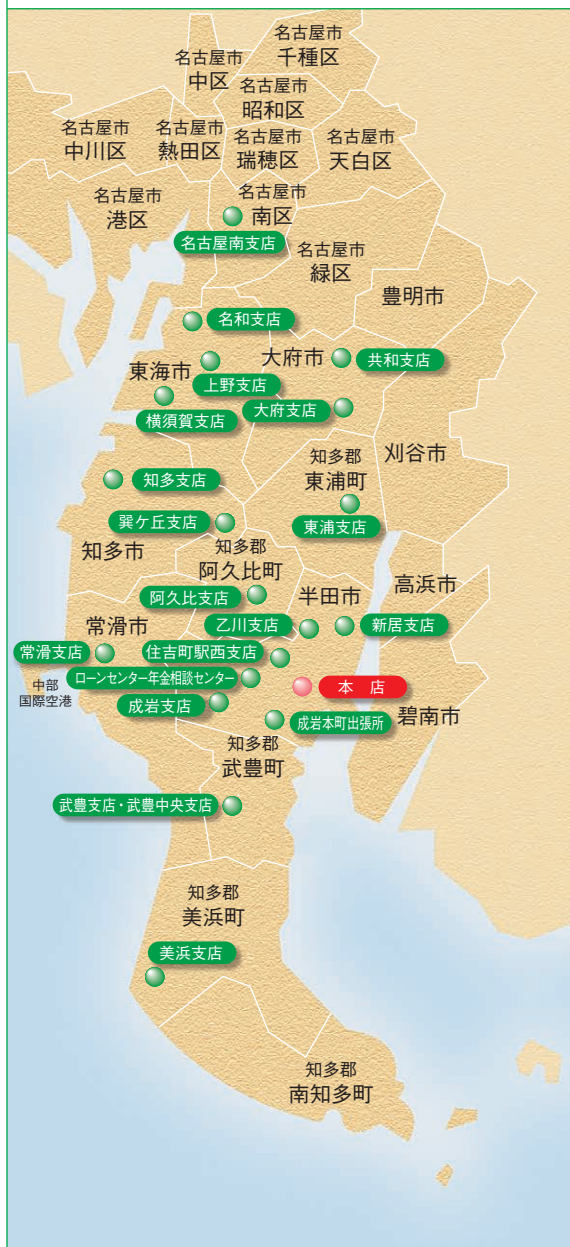 名古屋市
千種区
名古屋市
中区
名古屋市
昭和区
名古屋市
中川区
名古屋市
熱田区
名古屋市
瑞穂区
名古屋市
天白区
名古屋市
港区
名古屋市
南区
名古屋南支店
名古屋市
緑区
豊明市
名和支店
大府市
共和支店
東海市
上野支店
大府支店
横須賀支店
刈谷市
知多郡
東浦町
知多支店
東浦支店
巽ケ丘支店
知多市
知多郡
阿久比町
高浜市
阿久比支店
半田市
常滑市
乙川支店
新居支店
常滑支店
住吉町駅西支店
ローンセンター年金相談センター
中部
国際空港
本　店
成岩支店
成岩本町出張所
碧南市
知多郡
武豊町
武豊支店・武豊中央支店
知多郡
美浜町
美浜支店
知多郡
南知多町